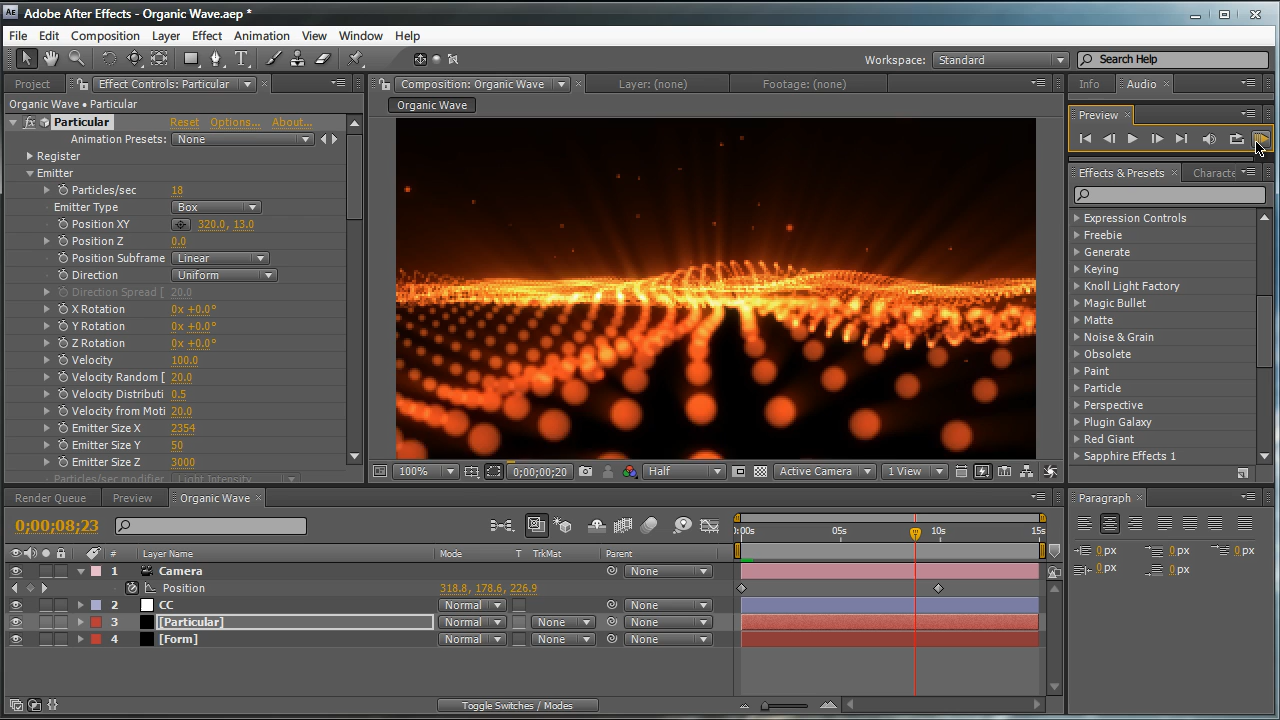 Adobe After Effects - Organic Wave.aep *
File Edit Composition Layer Effect Animation View Window Help
Workspace: Standard Search Help
Project Effect Controls: Particular
Organic Wave • Particular
Particular Reset Options... About...
Animation Presets: None
Register
Emitter
Particles/sec 18
Emitter Type Box
Position XY 320.0, 13.0
Position Z 0.0
Position Subframe Linear
Direction Uniform
Direction Spread [ 20.0
X Rotation 0x +0.0°
Y Rotation 0x +0.0°
Z Rotation 0x +0.0°
Velocity 100.0
Velocity Random [ 20.0
Velocity Distributi 0.5
Velocity from Moti 20.0
Emitter Size X 2354
Emitter Size Y 50
Emitter Size Z 3000
Particles/sec modifier Light Intensity
Composition: Organic Wave Layer: (none) Footage: (none)
Organic Wave
100% 0;00;00;20 Half Active Camera 1 View
Info Audio
Preview
Effects & Presets Characte
Expression Controls
Freebie
Generate
Keying
Knoll Light Factory
Magic Bullet
Matte
Noise & Grain
Obsolete
Paint
Particle
Perspective
Plugin Galaxy
Red Giant
Sapphire Effects 1
Render Queue Preview Organic Wave
0;00;08;23
):00s 05s 10s 15s
# Layer Name Mode T TrkMat Parent
1 Camera None
Position 318.8, 178.6, 226.9
2 CC Normal None
3 [Particular] Normal None None
4 [Form] Normal None None
Toggle Switches / Modes
Paragraph
0 px 0 px 0 px
0 px 0 px